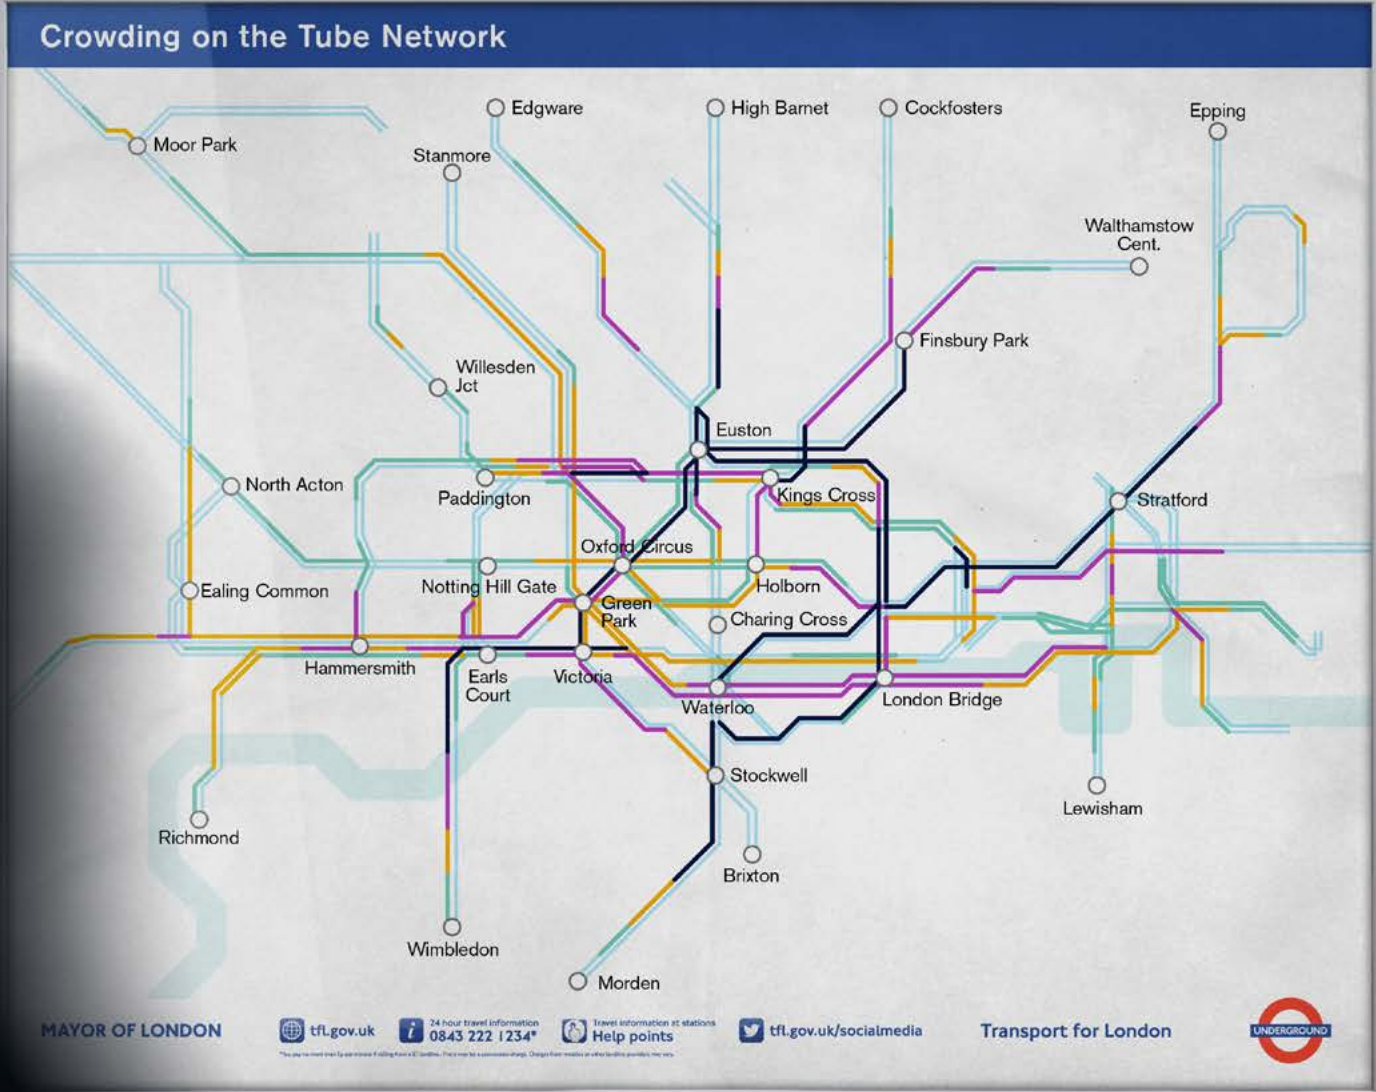 Crowding on the Tube Network
Edgware
High Barnet
Cockfosters
Epping
Moor Park
Stanmore
Walthamstow
Cent.
Finsbury Park
Willesden
Jct
Euston
North Acton
Paddington
Kings Cross
Stratford
Oxford Circus
Notting Hill Gate
Holborn
Ealing Common
Green
Park
Charing Cross
Hammersmith
Earls
Court
Victoria
Waterloo
London Bridge
Stockwell
Lewisham
Richmond
Brixton
Wimbledon
Morden
MAYOR OF LONDON
tfl.gov.uk
24 hour travel information
0843 222 1234*
Travel information at stations
Help points
tfl.gov.uk/socialmedia
Transport for London
UNDERGROUND